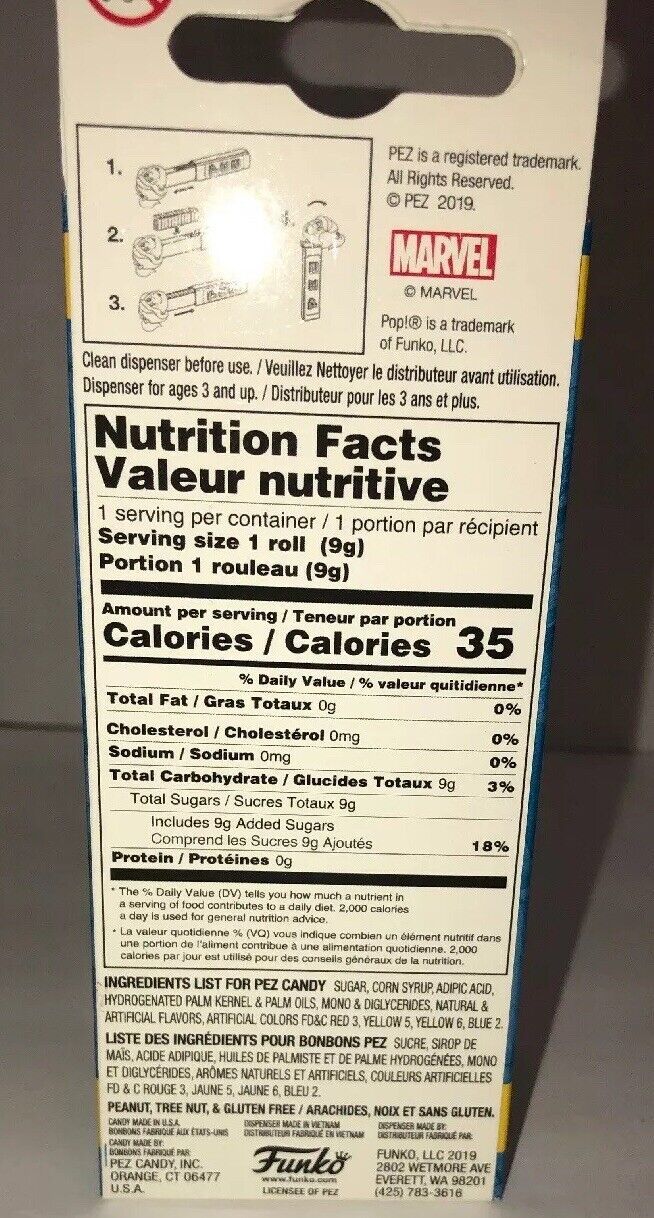 1.
2.
3.
PEZ is a registered trademark.
All Rights Reserved.
© PEZ 2019.
MARVEL
© MARVEL
Pop!® is a trademark
of Funko, LLC.
Clean dispenser before use. / Veuillez Nettoyer le distributeur avant utilisation.
Dispenser for ages 3 and up. / Distributeur pour les 3 ans et plus.
Nutrition Facts
Valeur nutritive
1 serving per container / 1 portion par récipient
Serving size 1 roll (9g)
Portion 1 rouleau (9g)
Amount per serving / Teneur par portion
Calories / Calories 35
% Daily Value / % valeur quitidienne*
Total Fat / Gras Totaux 0g 0%
Cholesterol / Cholestérol 0mg 0%
Sodium / Sodium 0mg 0%
Total Carbohydrate / Glucides Totaux 9g 3%
Total Sugars / Sucres Totaux 9g
Includes 9g Added Sugars
Comprend les Sucres 9g Ajoutés 18%
Protein / Protéines 0g
* The % Daily Value (DV) tells you how much a nutrient in
a serving of food contributes to a daily diet. 2,000 calories
a day is used for general nutrition advice.
* La valeur quotidienne % (VQ) vous indique combian un élément nutritif dans
une portion de l'aliment contribue à une alimentation quotidienne. 2,000
calories par jour est utilisé pour des conseils généraux de la nutrition.
INGREDIENTS LIST FOR PEZ CANDY SUGAR, CORN SYRUP, ADIPIC ACID,
HYDROGENATED PALM KERNEL & PALM OILS, MONO & DIGLYCERIDES, NATURAL &
ARTIFICIAL FLAVORS, ARTIFICIAL COLORS FD&C RED 3, YELLOW 5, YELLOW 6, BLUE 2.
LISTE DES INGRÉDIENTS POUR BONBONS PEZ SUCRE, SIROP DE
MAÏS, ACIDE ADIPIQUE, HUILES DE PALMISTE ET DE PALME HYDROGÉNÉES, MONO
ET DIGLYCÉRIDES, ARÔMES NATURELS ET ARTIFICIELS, COULEURS ARTIFICIELLES
FD & C ROUGE 3, JAUNE 5, JAUNE 6, BLEU 2.
PEANUT, TREE NUT, & GLUTEN FREE / ARACHIDES, NOIX ET SANS GLUTEN.
CANDY MADE IN U.S.A.
BONBONS FABRIQUÉ AUX ÉTATS-UNIS
CANDY MADE BY:
BONBONS FABRIQUÉ PAR:
PEZ CANDY, INC.
ORANGE, CT 06477
U.S.A.
DISPENSER MADE IN VIETNAM
DISTRIBUTEUR FABRIQUÉ EN VIETNAM
Funko
www.funko.com
LICENSEE OF PEZ
DISPENSER MADE BY:
DISTRIBUTEUR FABRIQUÉ PAR:
FUNKO, LLC 2019
2802 WETMORE AVE
EVERETT, WA 98201
(425) 783-3616